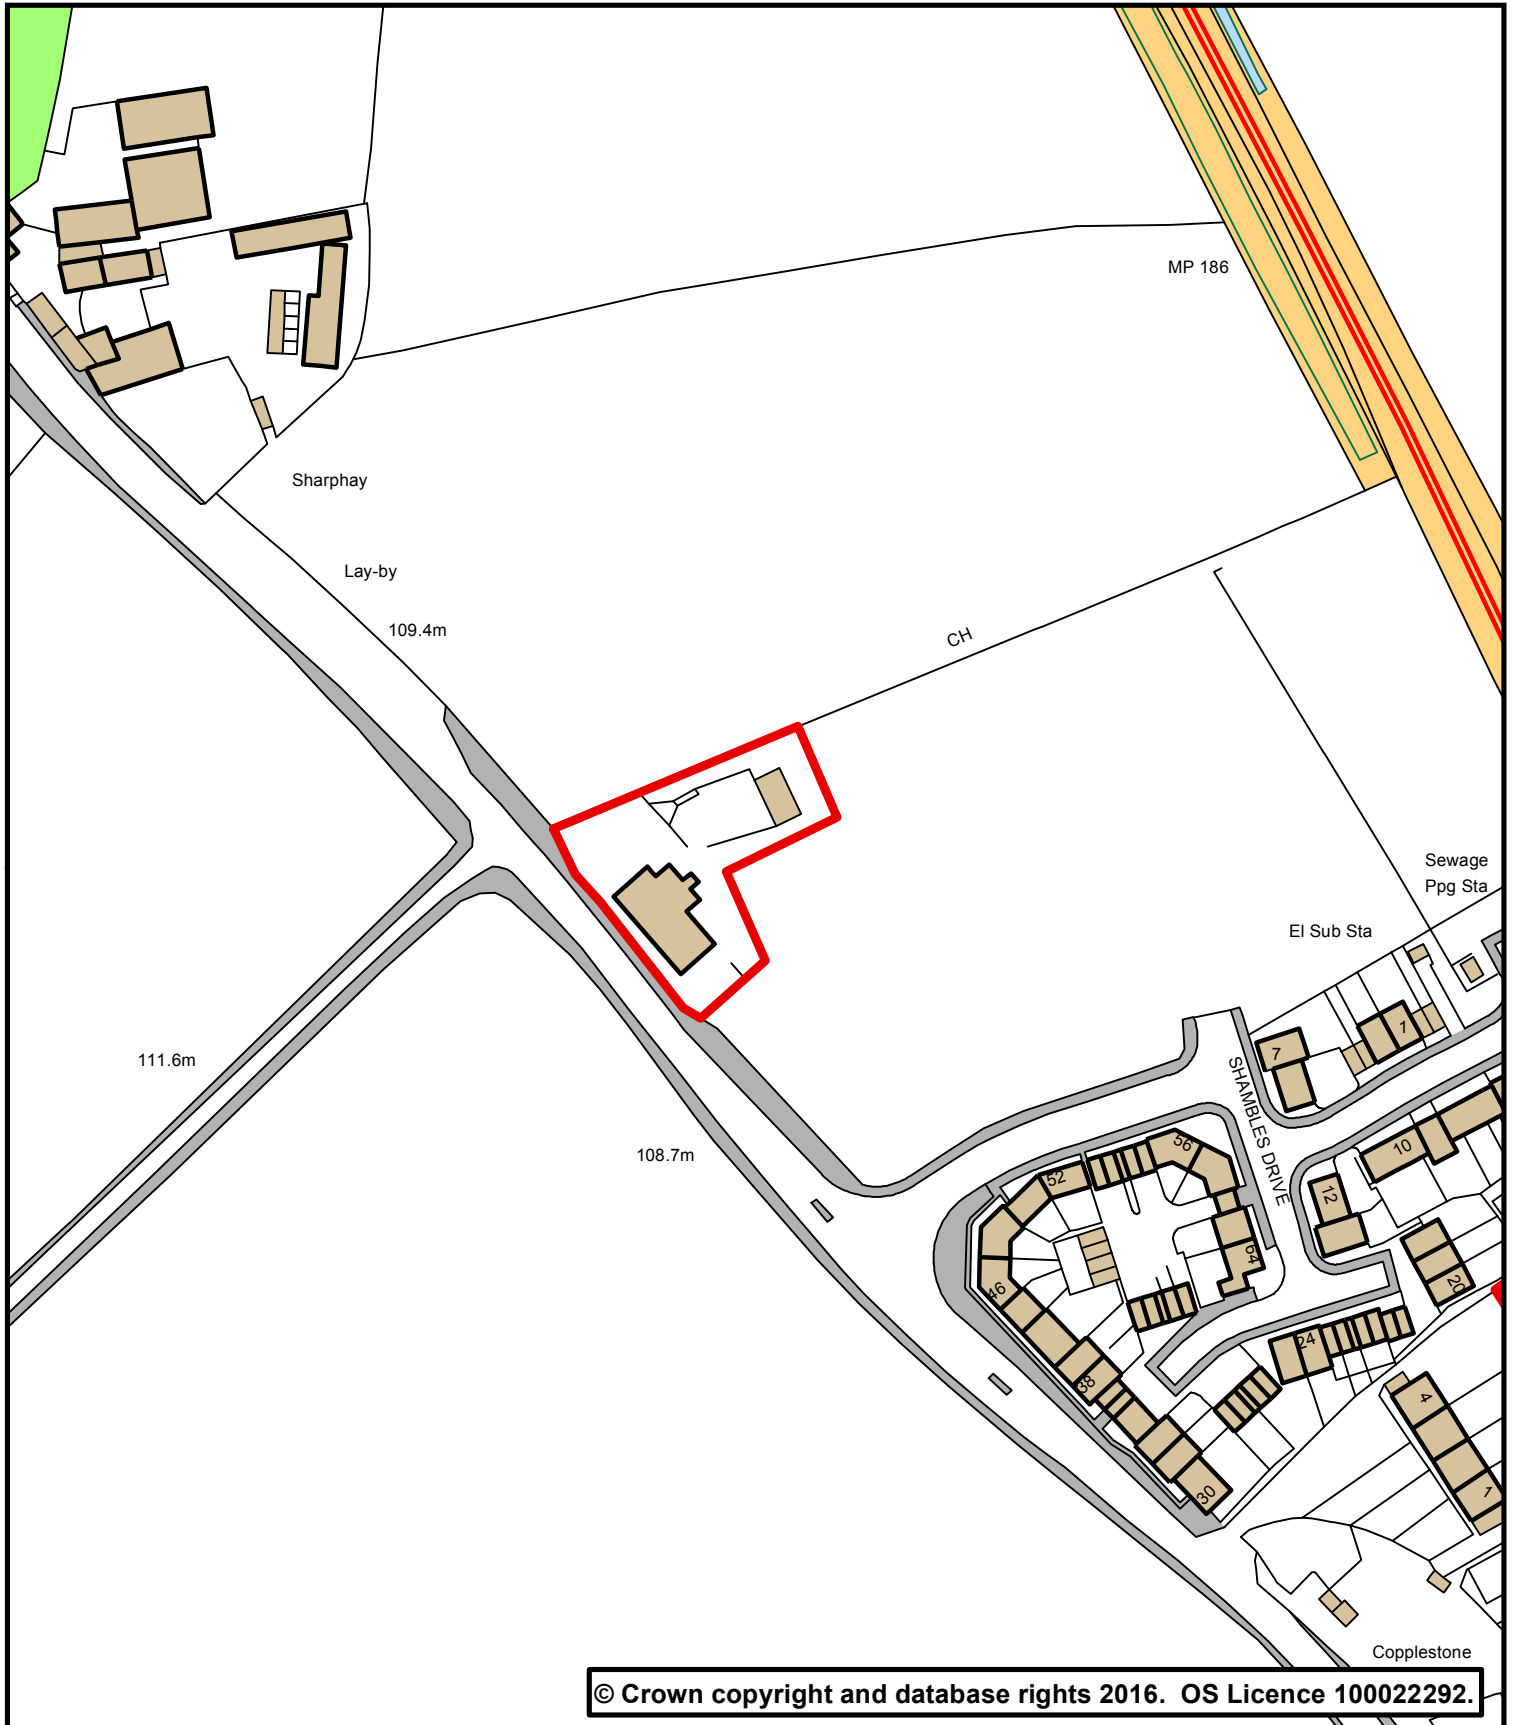 MP 186
Sharphay
Lay-by
109.4m
CH
Sewage
Ppg Sta
El Sub Sta
1
7
SHAMBLES DRIVE
111.6m
108.7m
56
10
52
12
64
46
20
24
38
4
1
30
Copplestone
© Crown copyright and database rights 2016. OS Licence 100022292.